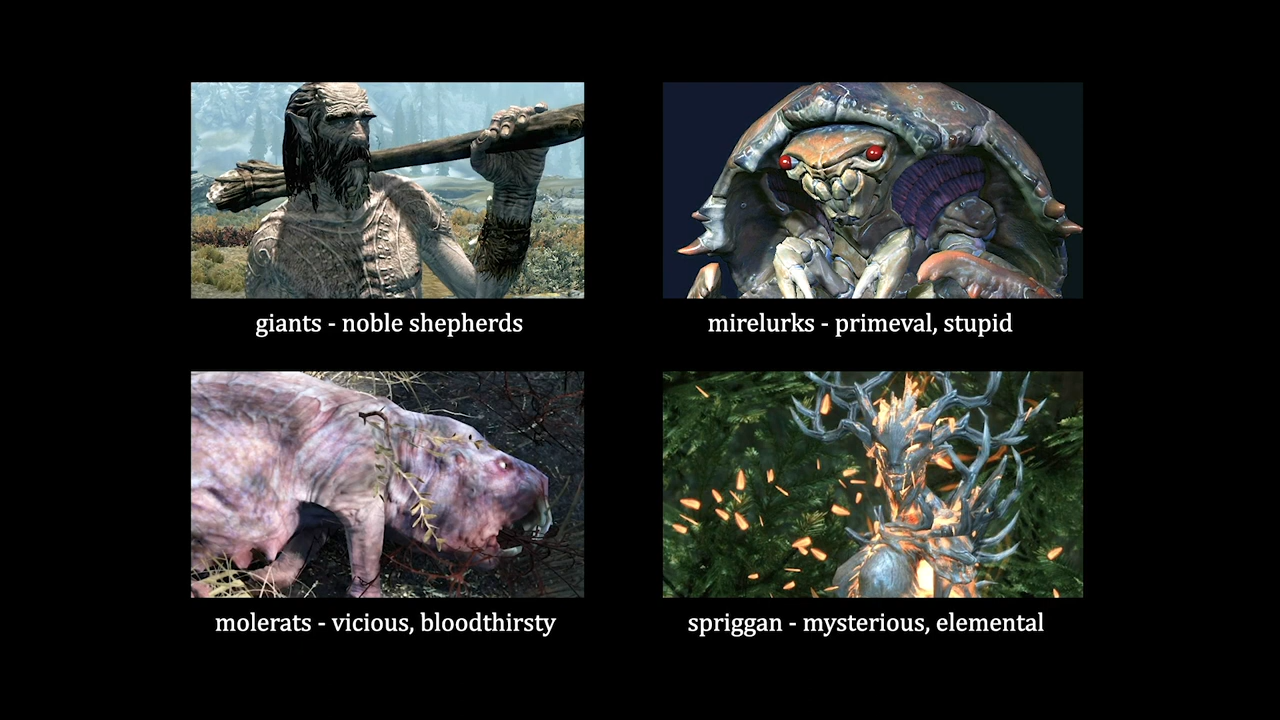 giants - noble shepherds
mirelurks - primeval, stupid
molerats - vicious, bloodthirsty
spriggan - mysterious, elemental